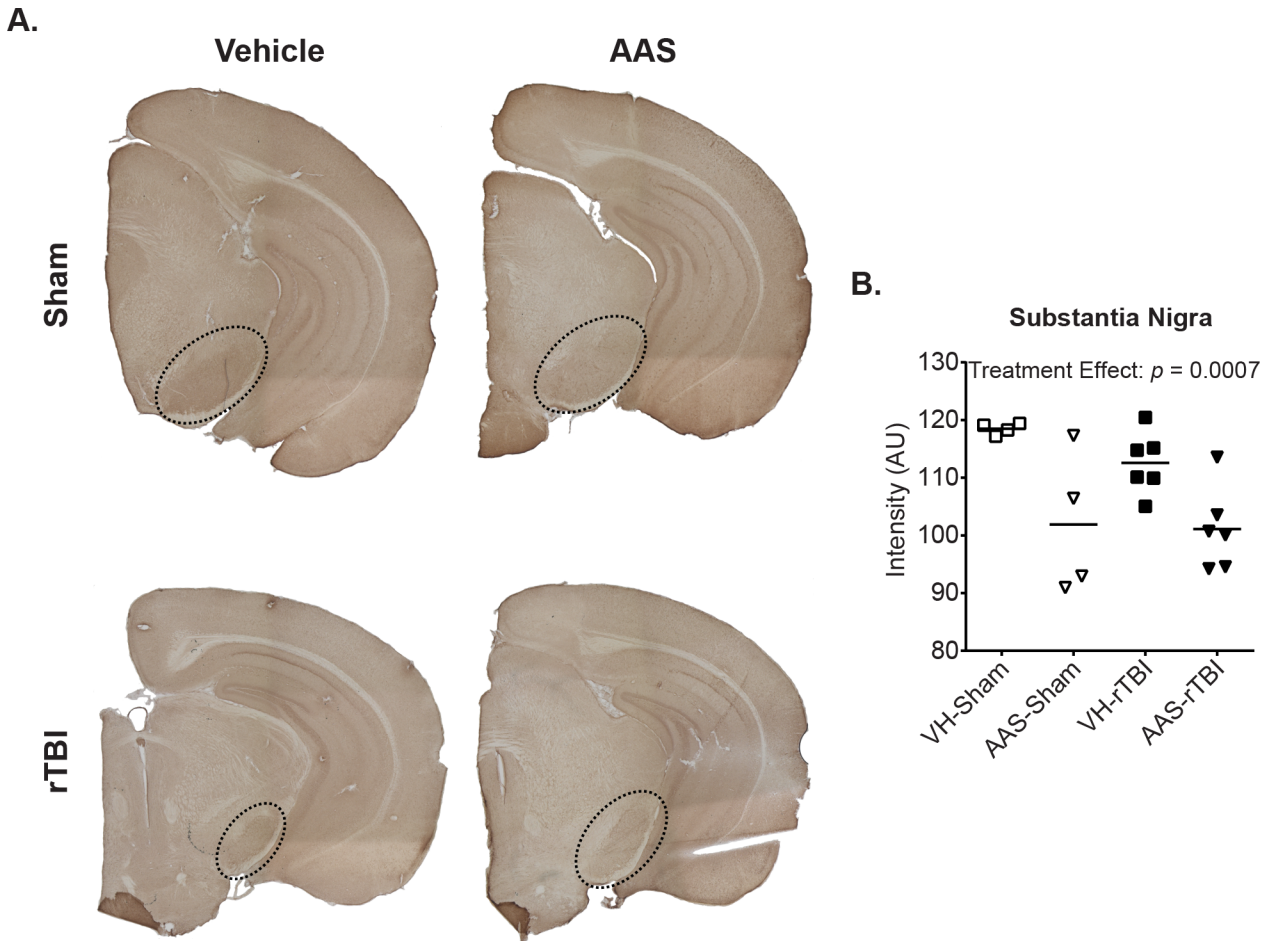 A.
Vehicle
AAS
Sham
rTBI
B.
Substantia Nigra
Treatment Effect: p = 0.0007
Intensity (AU)
130
120
110
100
90
80
VH-Sham
AAS-Sham
VH-rTBI
AAS-rTBI